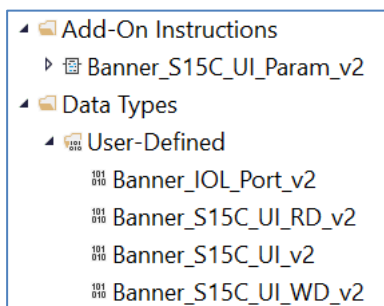 Add-On Instructions
Banner_S15C_UI_Param_v2
Data Types
User-Defined
Banner_IOL_Port_v2
Banner_S15C_UI_RD_v2
Banner_S15C_UI_v2
Banner_S15C_UI_WD_v2